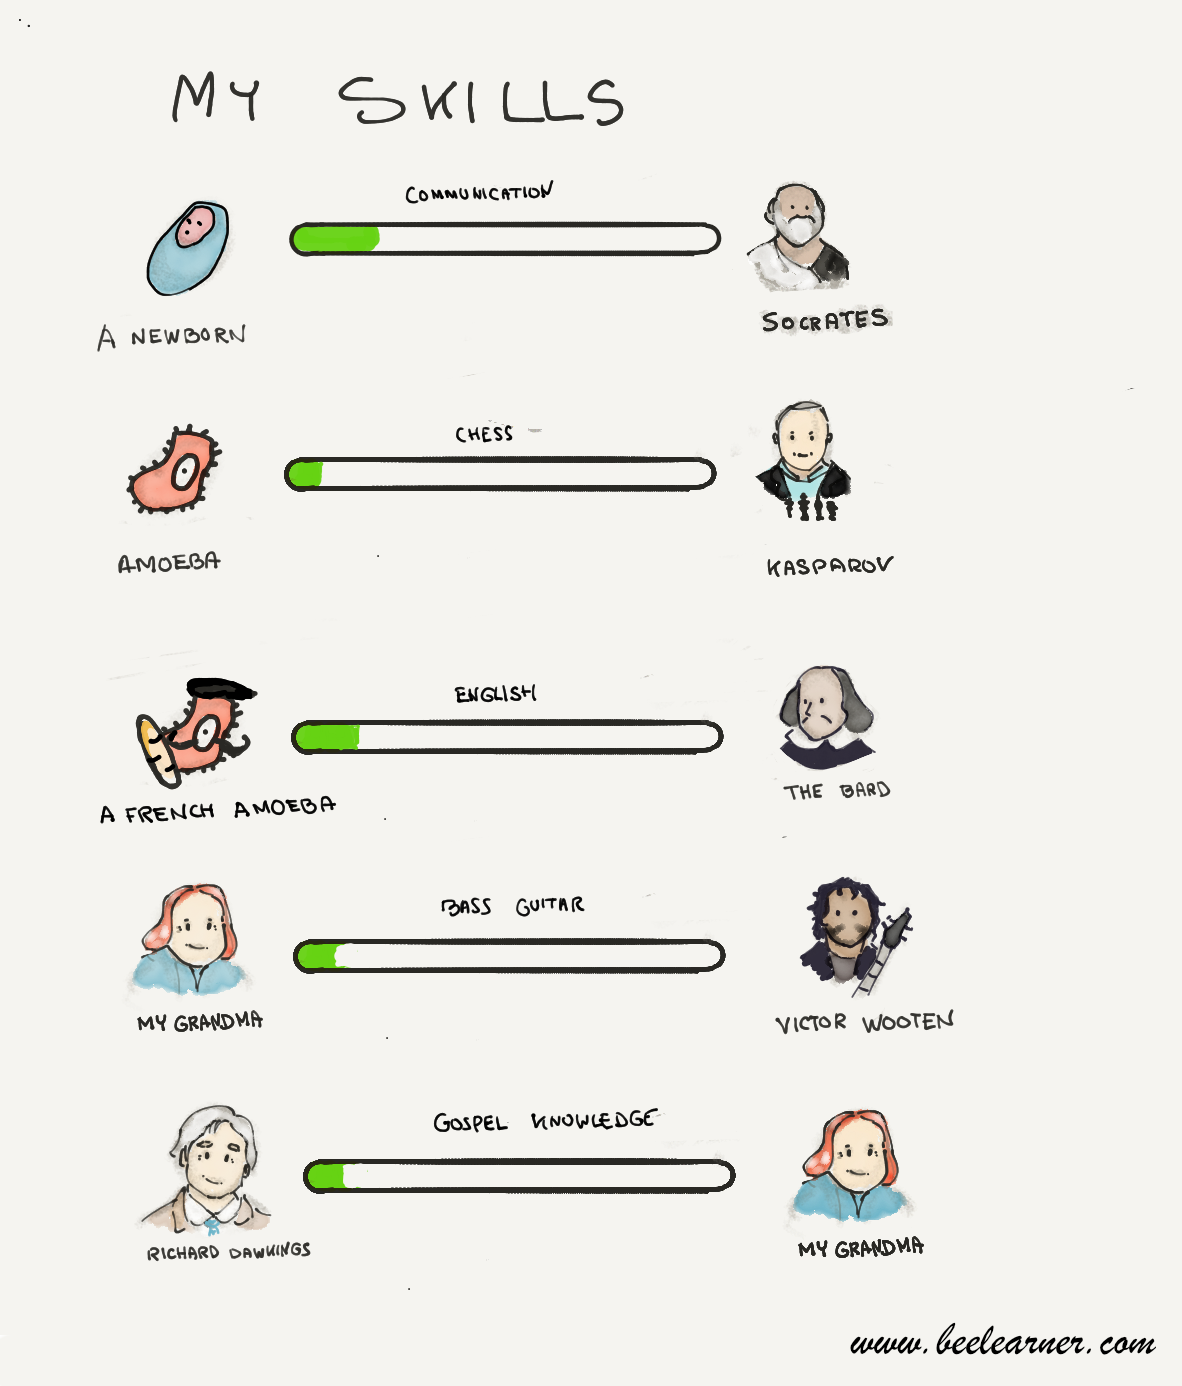 MY SKILLS
COMMUNICATION
A NEWBORN
SOCRATES
CHESS
AMOEBA
KASPAROV
ENGLISH
A FRENCH AMOEBA
THE BARD
BASS GUITAR
MY GRANDMA
VICTOR WOOTEN
GOSPEL KNOWLEDGE
RICHARD DAWKINGS
MY GRANDMA
www.beelearner.com